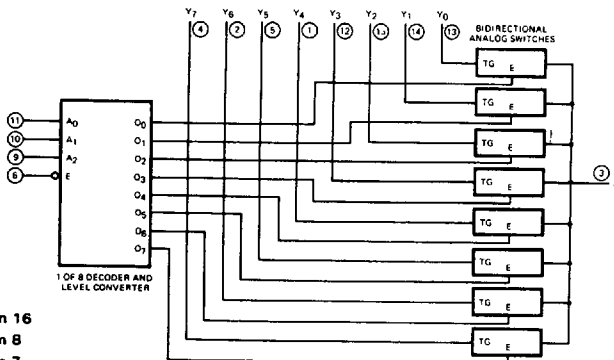 Y7 Y6 Y5 Y4 Y3 Y2 Y1 Y0
4 2 5 1 12 15 14 13
BIDIRECTIONAL
ANALOG SWITCHES
TG E
TG E
TG E
TG E
TG E
TG E
TG E
TG E
11 A0 O0
10 A1 O1
9 A2 O2
6 E O3
O4
O5
O6
O7
3
1 OF 8 DECODER AND
LEVEL CONVERTER
n 16
n 8